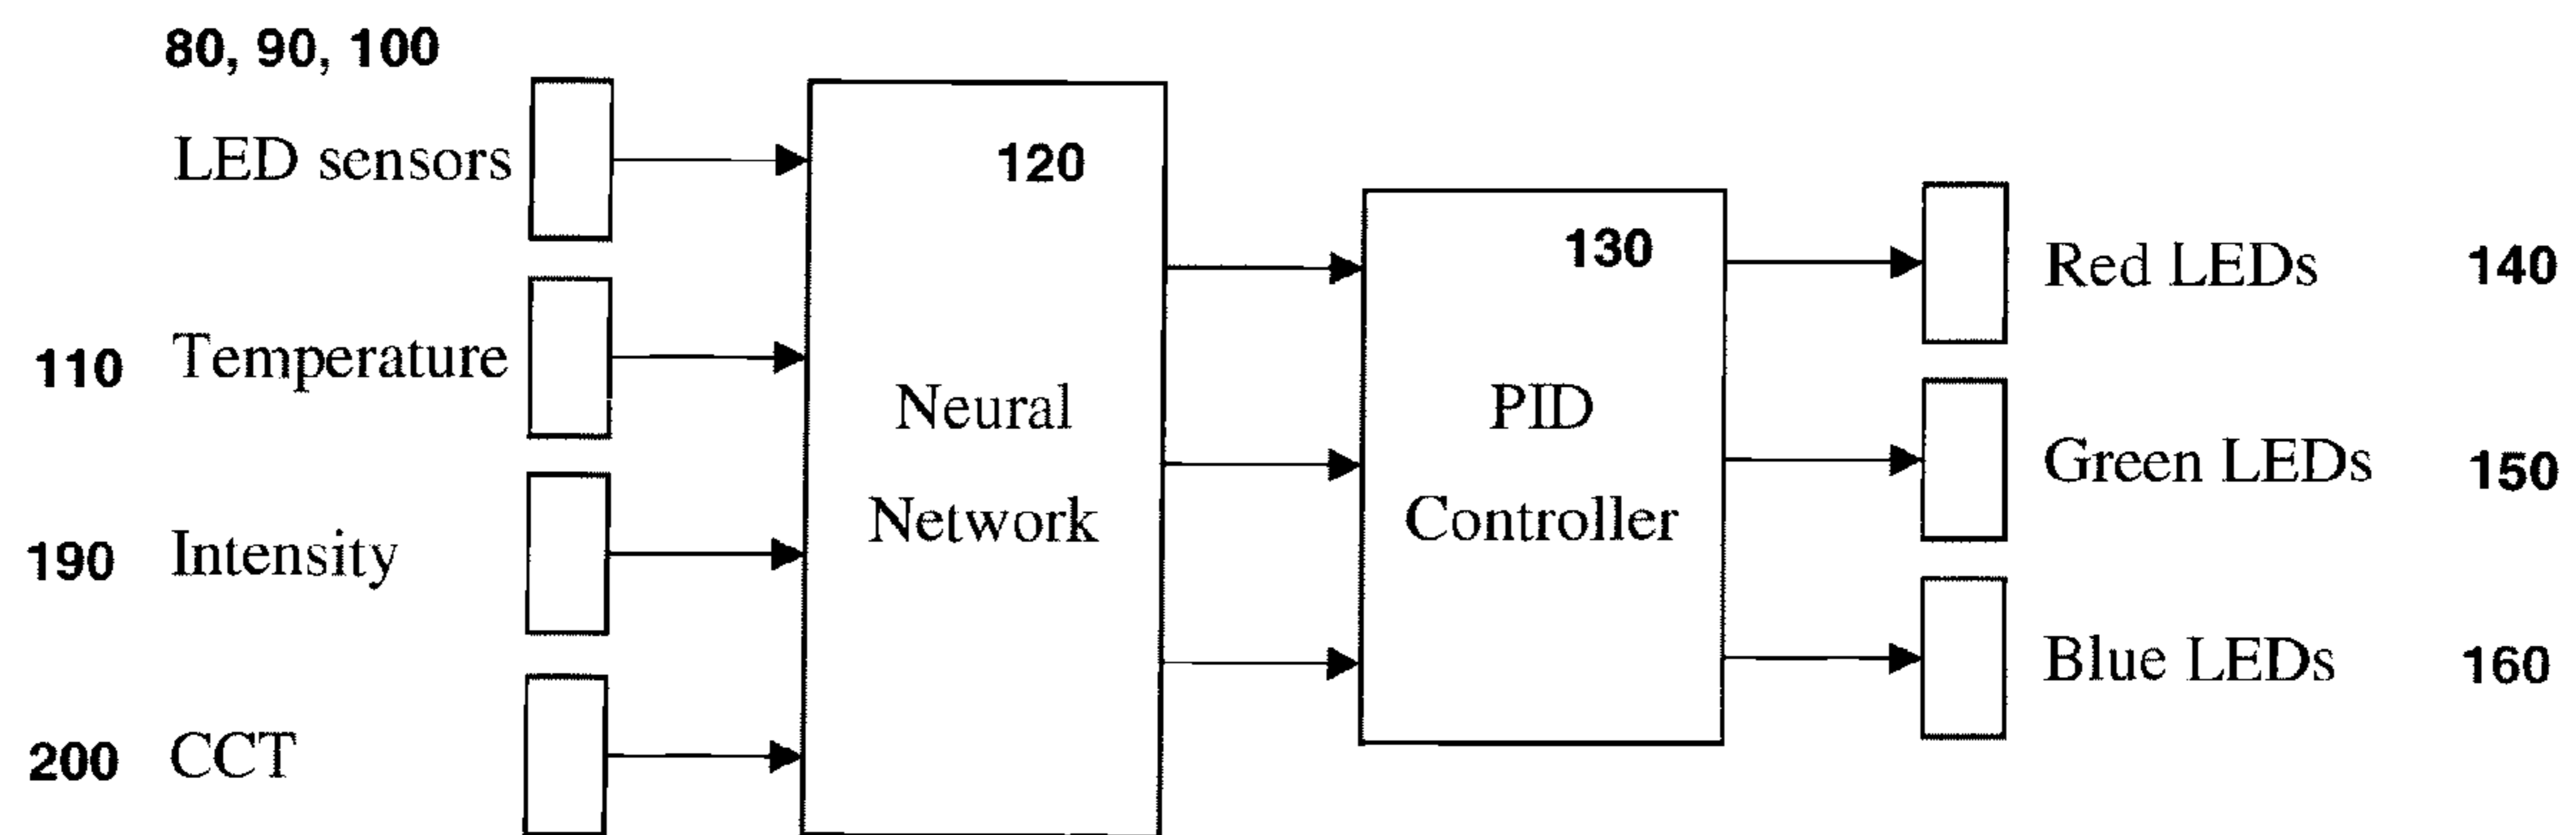 80, 90, 100
LED sensors
110 Temperature
190 Intensity
200 CCT
120
Neural
Network
130
PID
Controller
Red LEDs 140
Green LEDs 150
Blue LEDs 160